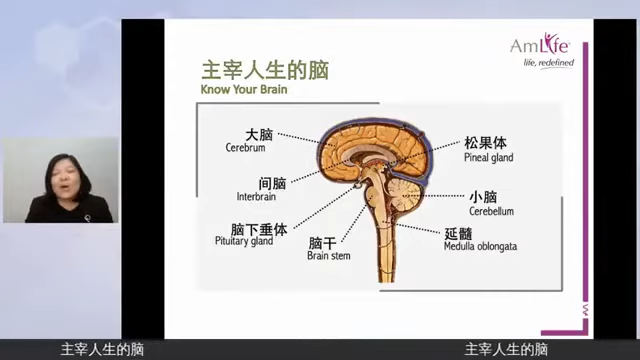 AmLife
life, redefined
主宰人生的脑
Know Your Brain
大脑
Cerebrum
间脑
Interbrain
脑下垂体
Pituitary gland
脑干
Brain stem
松果体
Pineal gland
小脑
Cerebellum
延髓
Medulla oblongata
主宰人生的脑
主宰人生的脑